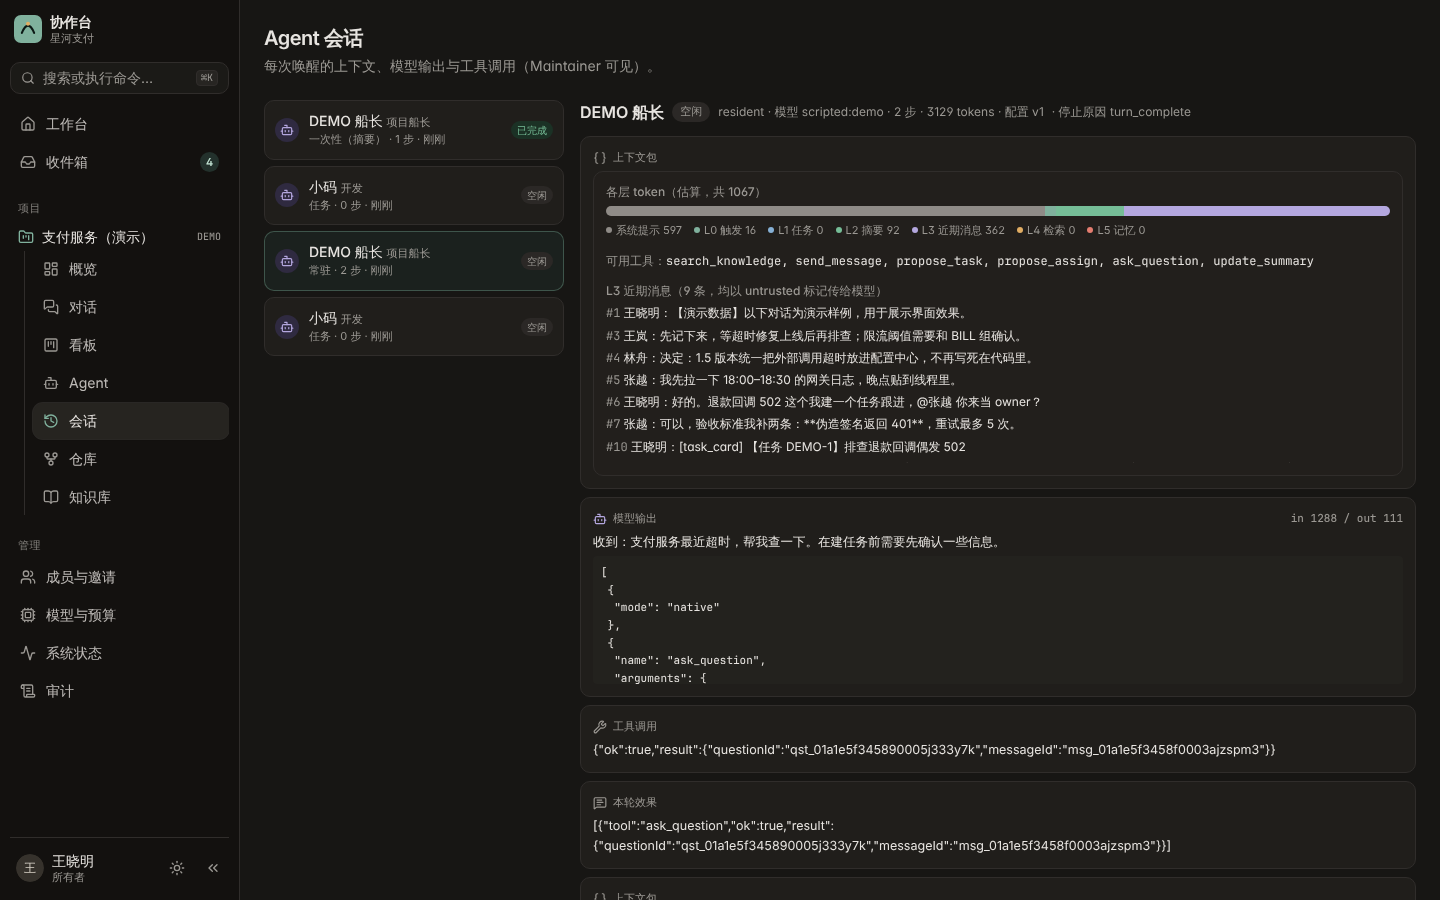 协作台
星河支付
搜索或执行命令... ⌘K
工作台
收件箱 4
项目
支付服务（演示） DEMO
概览
对话
看板
Agent
会话
仓库
知识库
管理
成员与邀请
模型与预算
系统状态
审计
王 王晓明
所有者
Agent 会话
每次唤醒的上下文、模型输出与工具调用（Maintainer 可见）。
DEMO 船长 项目船长
一次性（摘要） · 1 步 · 刚刚
已完成
小码 开发
任务 · 0 步 · 刚刚
空闲
DEMO 船长 项目船长
常驻 · 2 步 · 刚刚
空闲
小码 开发
任务 · 0 步 · 刚刚
空闲
DEMO 船长 空闲 resident · 模型 scripted:demo · 2 步 · 3129 tokens · 配置 v1 · 停止原因 turn_complete
{} 上下文包
各层 token（估算，共 1067）
系统提示 597 L0 触发 16 L1 任务 0 L2 摘要 92 L3 近期消息 362 L4 检索 0 L5 记忆 0
可用工具：search_knowledge, send_message, propose_task, propose_assign, ask_question, update_summary
L3 近期消息（9 条，均以 untrusted 标记传给模型）
#1 王晓明：【演示数据】以下对话为演示样例，用于展示界面效果。
#3 王岚：先记下来，等超时修复上线后再排查；限流阈值需要和 BILL 组确认。
#4 林舟：决定：1.5 版本统一把外部调用超时放进配置中心，不再写死在代码里。
#5 张越：我先拉一下 18:00–18:30 的网关日志，晚点贴到线程里。
#6 王晓明：好的。退款回调 502 这个我建一个任务跟进，@张越 你来当 owner？
#7 张越：可以，验收标准我补两条：**伪造签名返回 401**，重试最多 5 次。
#10 王晓明：[task_card] 【任务 DEMO-1】排查退款回调偶发 502
模型输出 in 1288 / out 111
收到：支付服务最近超时，帮我查一下。在建任务前需要先确认一些信息。
[
{
"mode": "native"
},
{
"name": "ask_question",
"arguments": {
工具调用
{"ok":true,"result":{"questionId":"qst_01a1e5f345890005j333y7k","messageId":"msg_01a1e5f3458f0003ajzspm3"}}
本轮效果
[{"tool":"ask_question","ok":true,"result":
{"questionId":"qst_01a1e5f345890005j333y7k","messageId":"msg_01a1e5f3458f0003ajzspm3"}}]
{} 上下文包